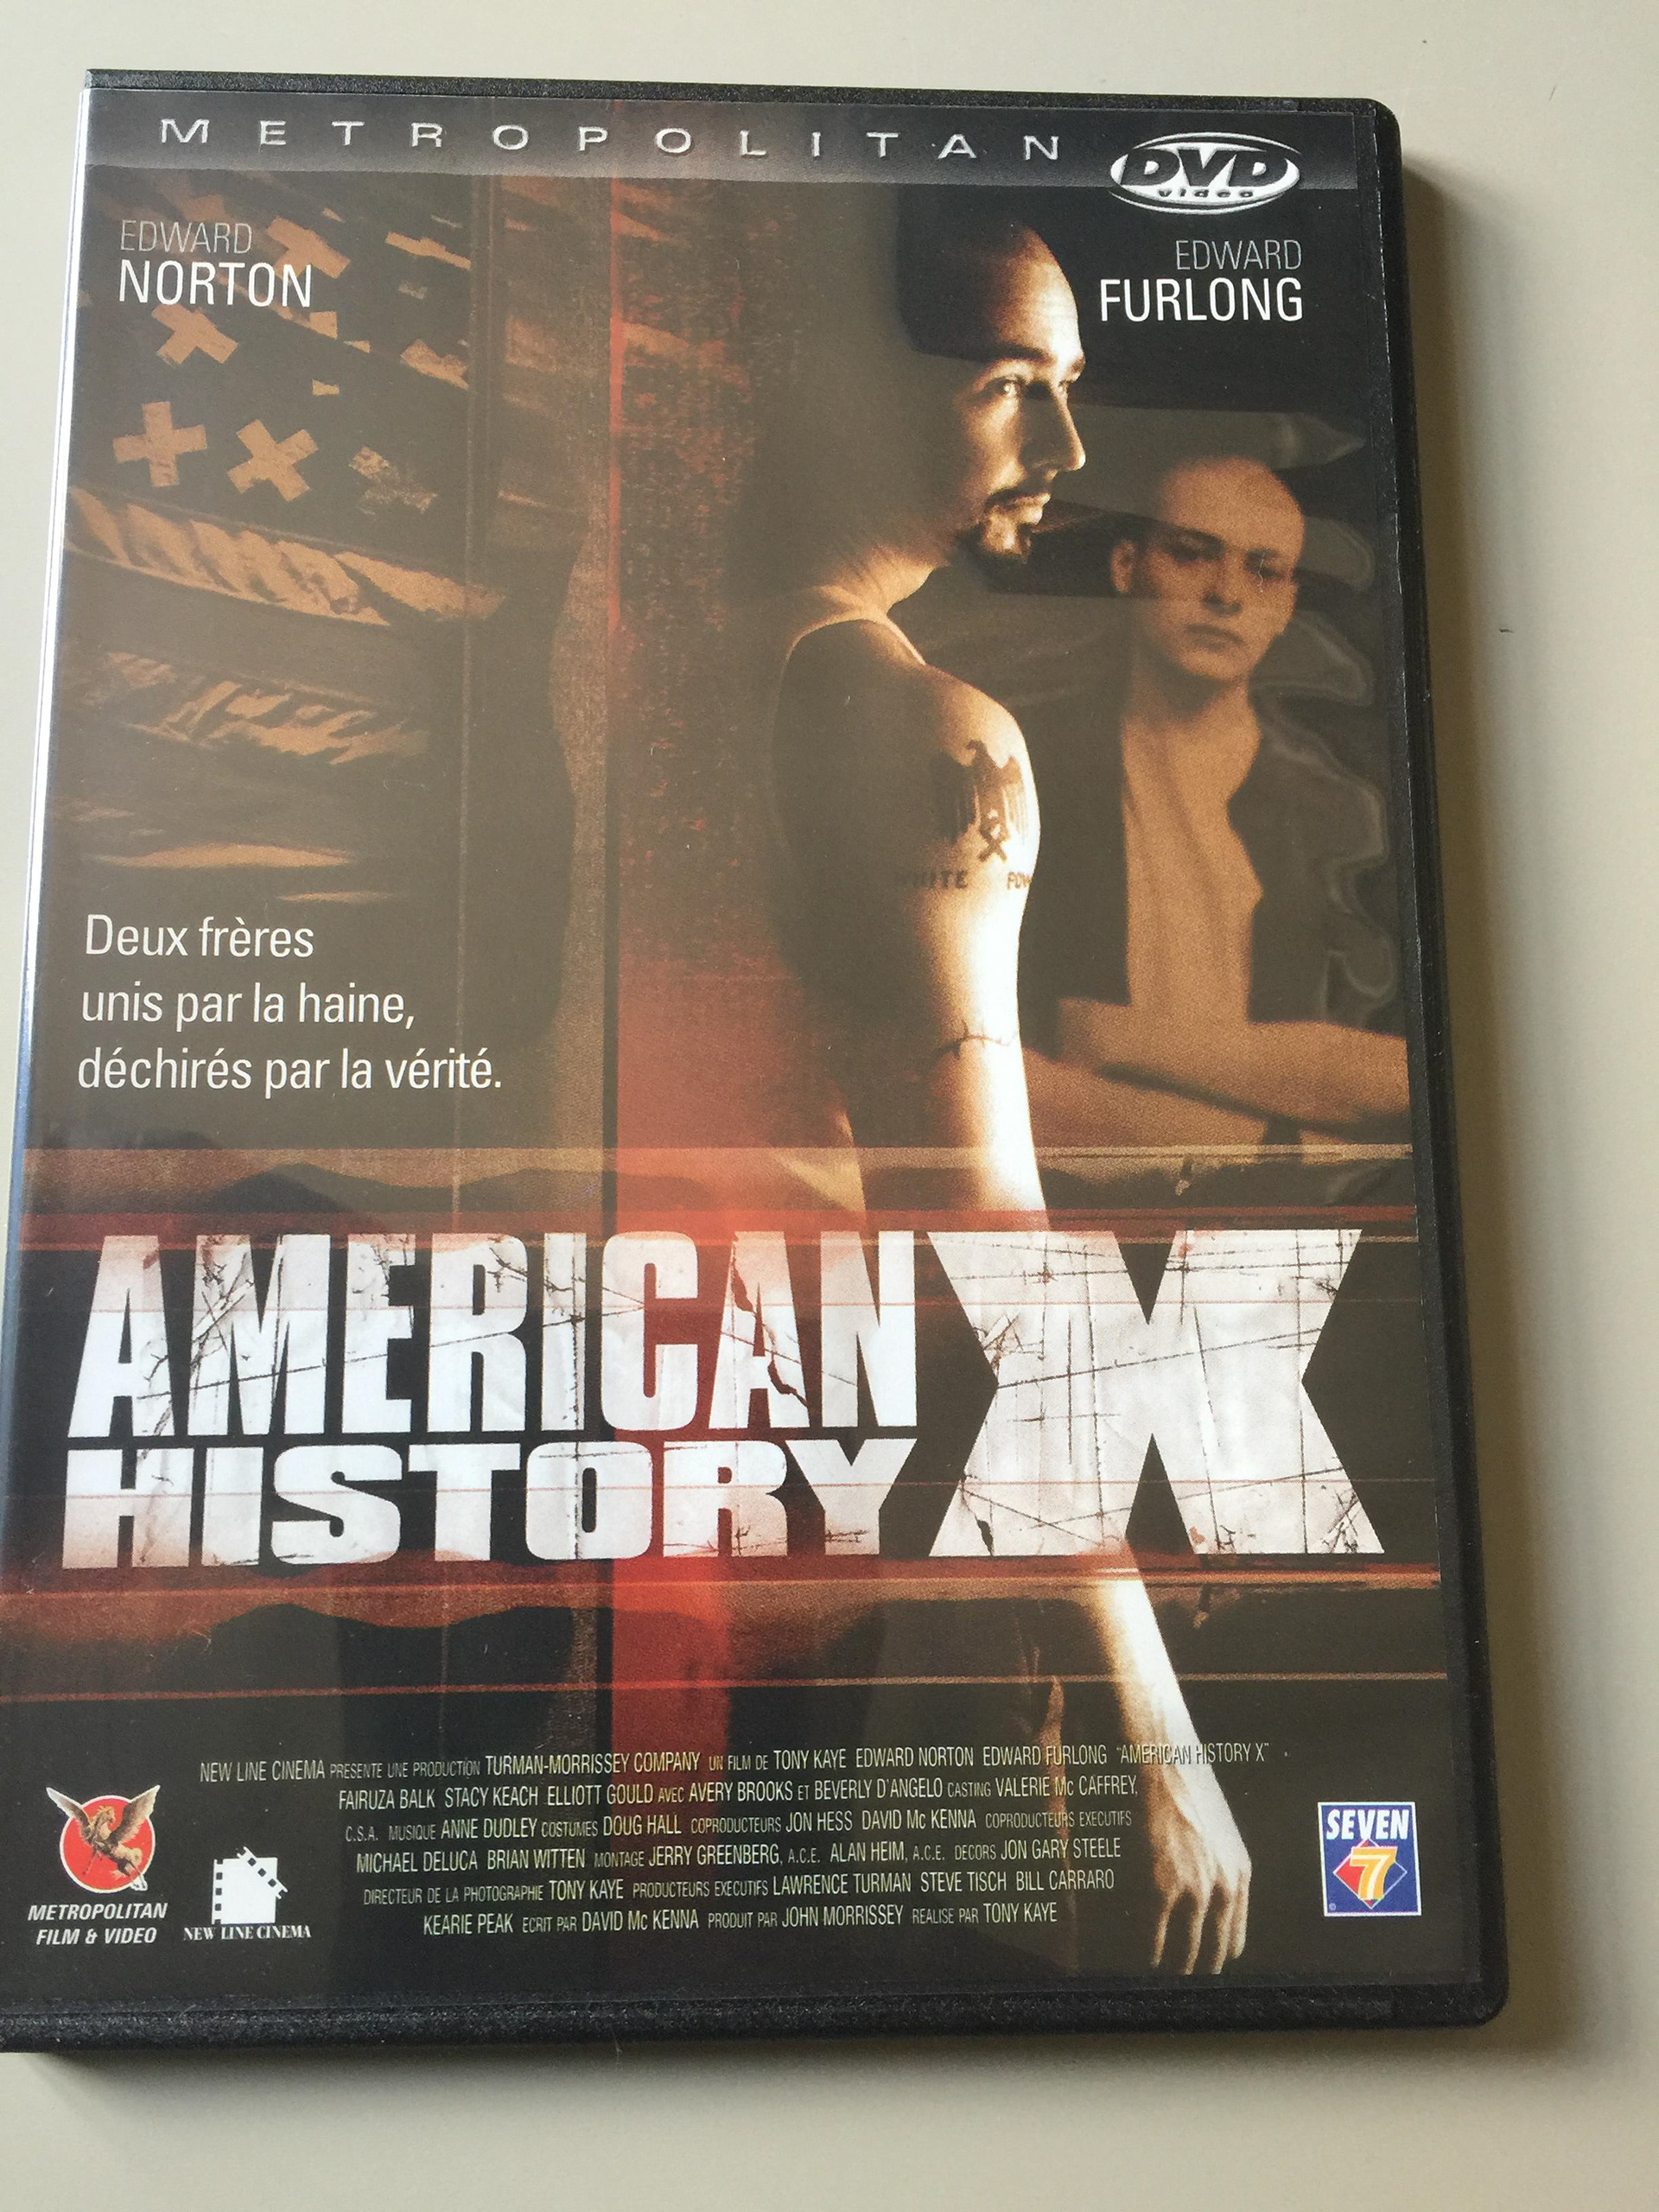 METROPOLITAN
DVD
video
EDWARD
NORTON
EDWARD
FURLONG
WHITE
Deux frères
unis par la haine,
déchirés par la vérité.
AMERICAN
HISTORY X
NEW LINE CINEMA PRESENTE UNE PRODUCTION TURMAN-MORRISSEY COMPANY UN FILM DE TONY KAYE EDWARD NORTON EDWARD FURLONG "AMERICAN HISTORY X"
FAIRUZA BALK STACY KEACH ELLIOTT GOULD AVEC AVERY BROOKS ET BEVERLY D'ANGELO CASTING VALERIE Mc CAFFREY,
C.S.A. MUSIQUE ANNE DUDLEY COSTUMES DOUG HALL COPRODUCTEURS JON HESS DAVID Mc KENNA COPRODUCTEURS EXECUTIFS
MICHAEL DELUCA BRIAN WITTEN MONTAGE JERRY GREENBERG, A.C.E. ALAN HEIM, A.C.E. DECORS JON GARY STEELE
DIRECTEUR DE LA PHOTOGRAPHIE TONY KAYE PRODUCTEURS EXECUTIFS LAWRENCE TURMAN STEVE TISCH BILL CARRARO
KEARIE PEAK ECRIT PAR DAVID Mc KENNA PRODUIT PAR JOHN MORRISSEY REALISE PAR TONY KAYE
METROPOLITAN
FILM & VIDEO
NEW LINE CINEMA
SEVEN
7